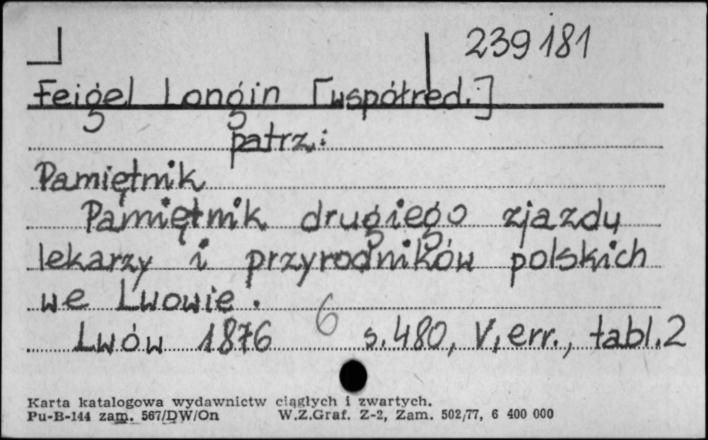 239181
Feigel Longin [współred.]
patrz:
Pamiętnik
Pamiętnik drugiego zjazdu
lekarzy i przyrodników polskich
we Lwowie.
Lwów 1876 6 s.480, V, err., tabl.2
Karta katalogowa wydawnictw ciągłych i zwartych.
Pu-B-144 zam. 567/DW/On W.Z.Graf. Z-2, Zam. 502/77, 6 400 000